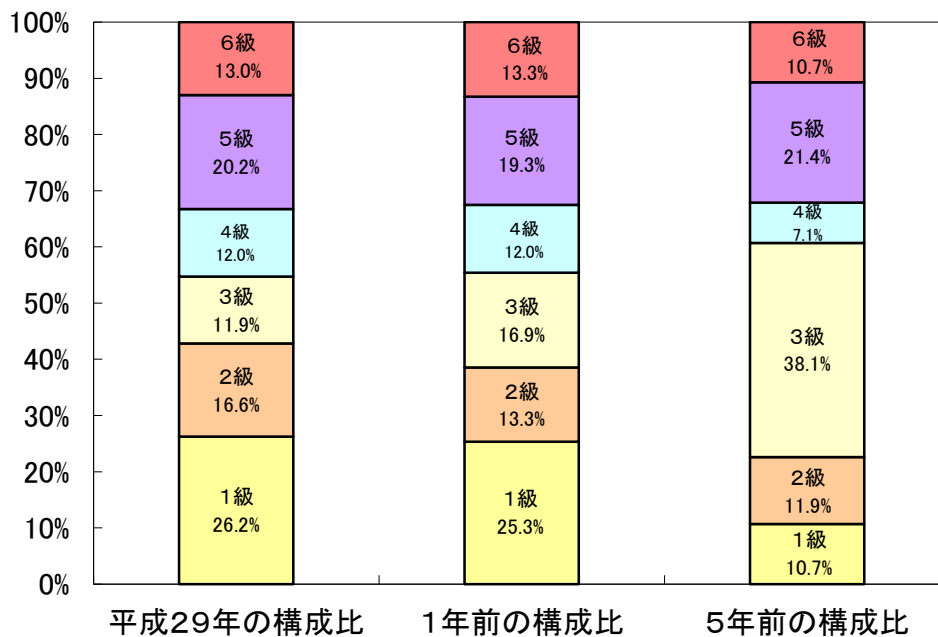 100%
90%
80%
70%
60%
50%
40%
30%
20%
10%
0%
６級
13.0%
５級
20.2%
４級
12.0%
３級
11.9%
２級
16.6%
１級
26.2%
６級
13.3%
５級
19.3%
４級
12.0%
３級
16.9%
２級
13.3%
１級
25.3%
６級
10.7%
５級
21.4%
４級
7.1%
３級
38.1%
２級
11.9%
１級
10.7%
平成29年の構成比
１年前の構成比
５年前の構成比